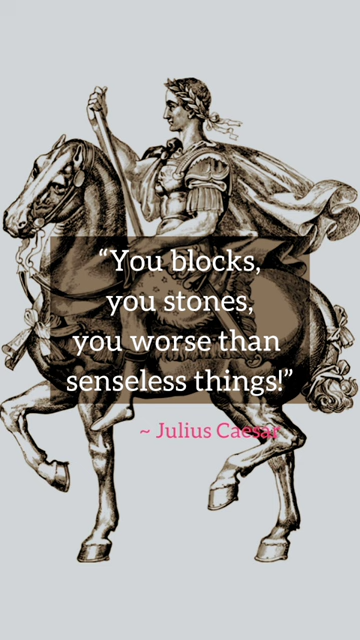 “You blocks,
you stones,
you worse than
senseless things!”
~ Julius Caesar